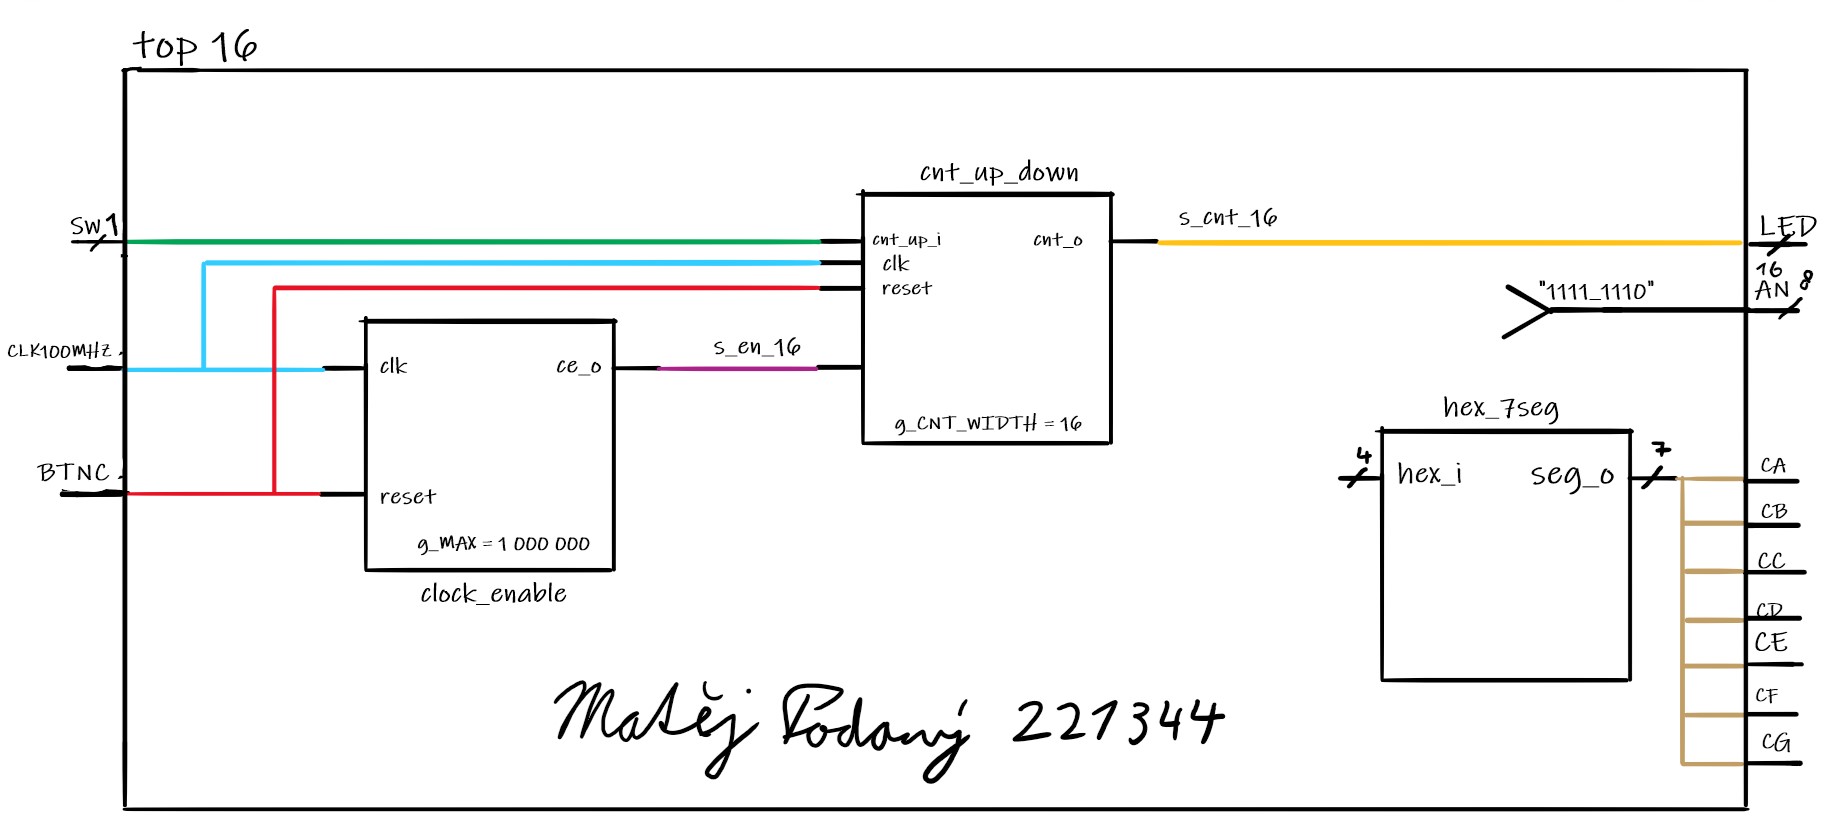 top 16
cnt_up_down
SW 1
cnt_up_i
cnt_o
s_cnt_16
LED
16
clk
reset
"1111_1110"
AN 8
CLK100MHZ
clk
ce_o
s_en_16
g_CNT_WIDTH = 16
hex_7seg
BTNC
reset
4
hex_i
seg_o
7
CA
CB
CC
CD
CE
CF
CG
g_MAX = 1 000 000
clock_enable
Matěj Podaný 221344